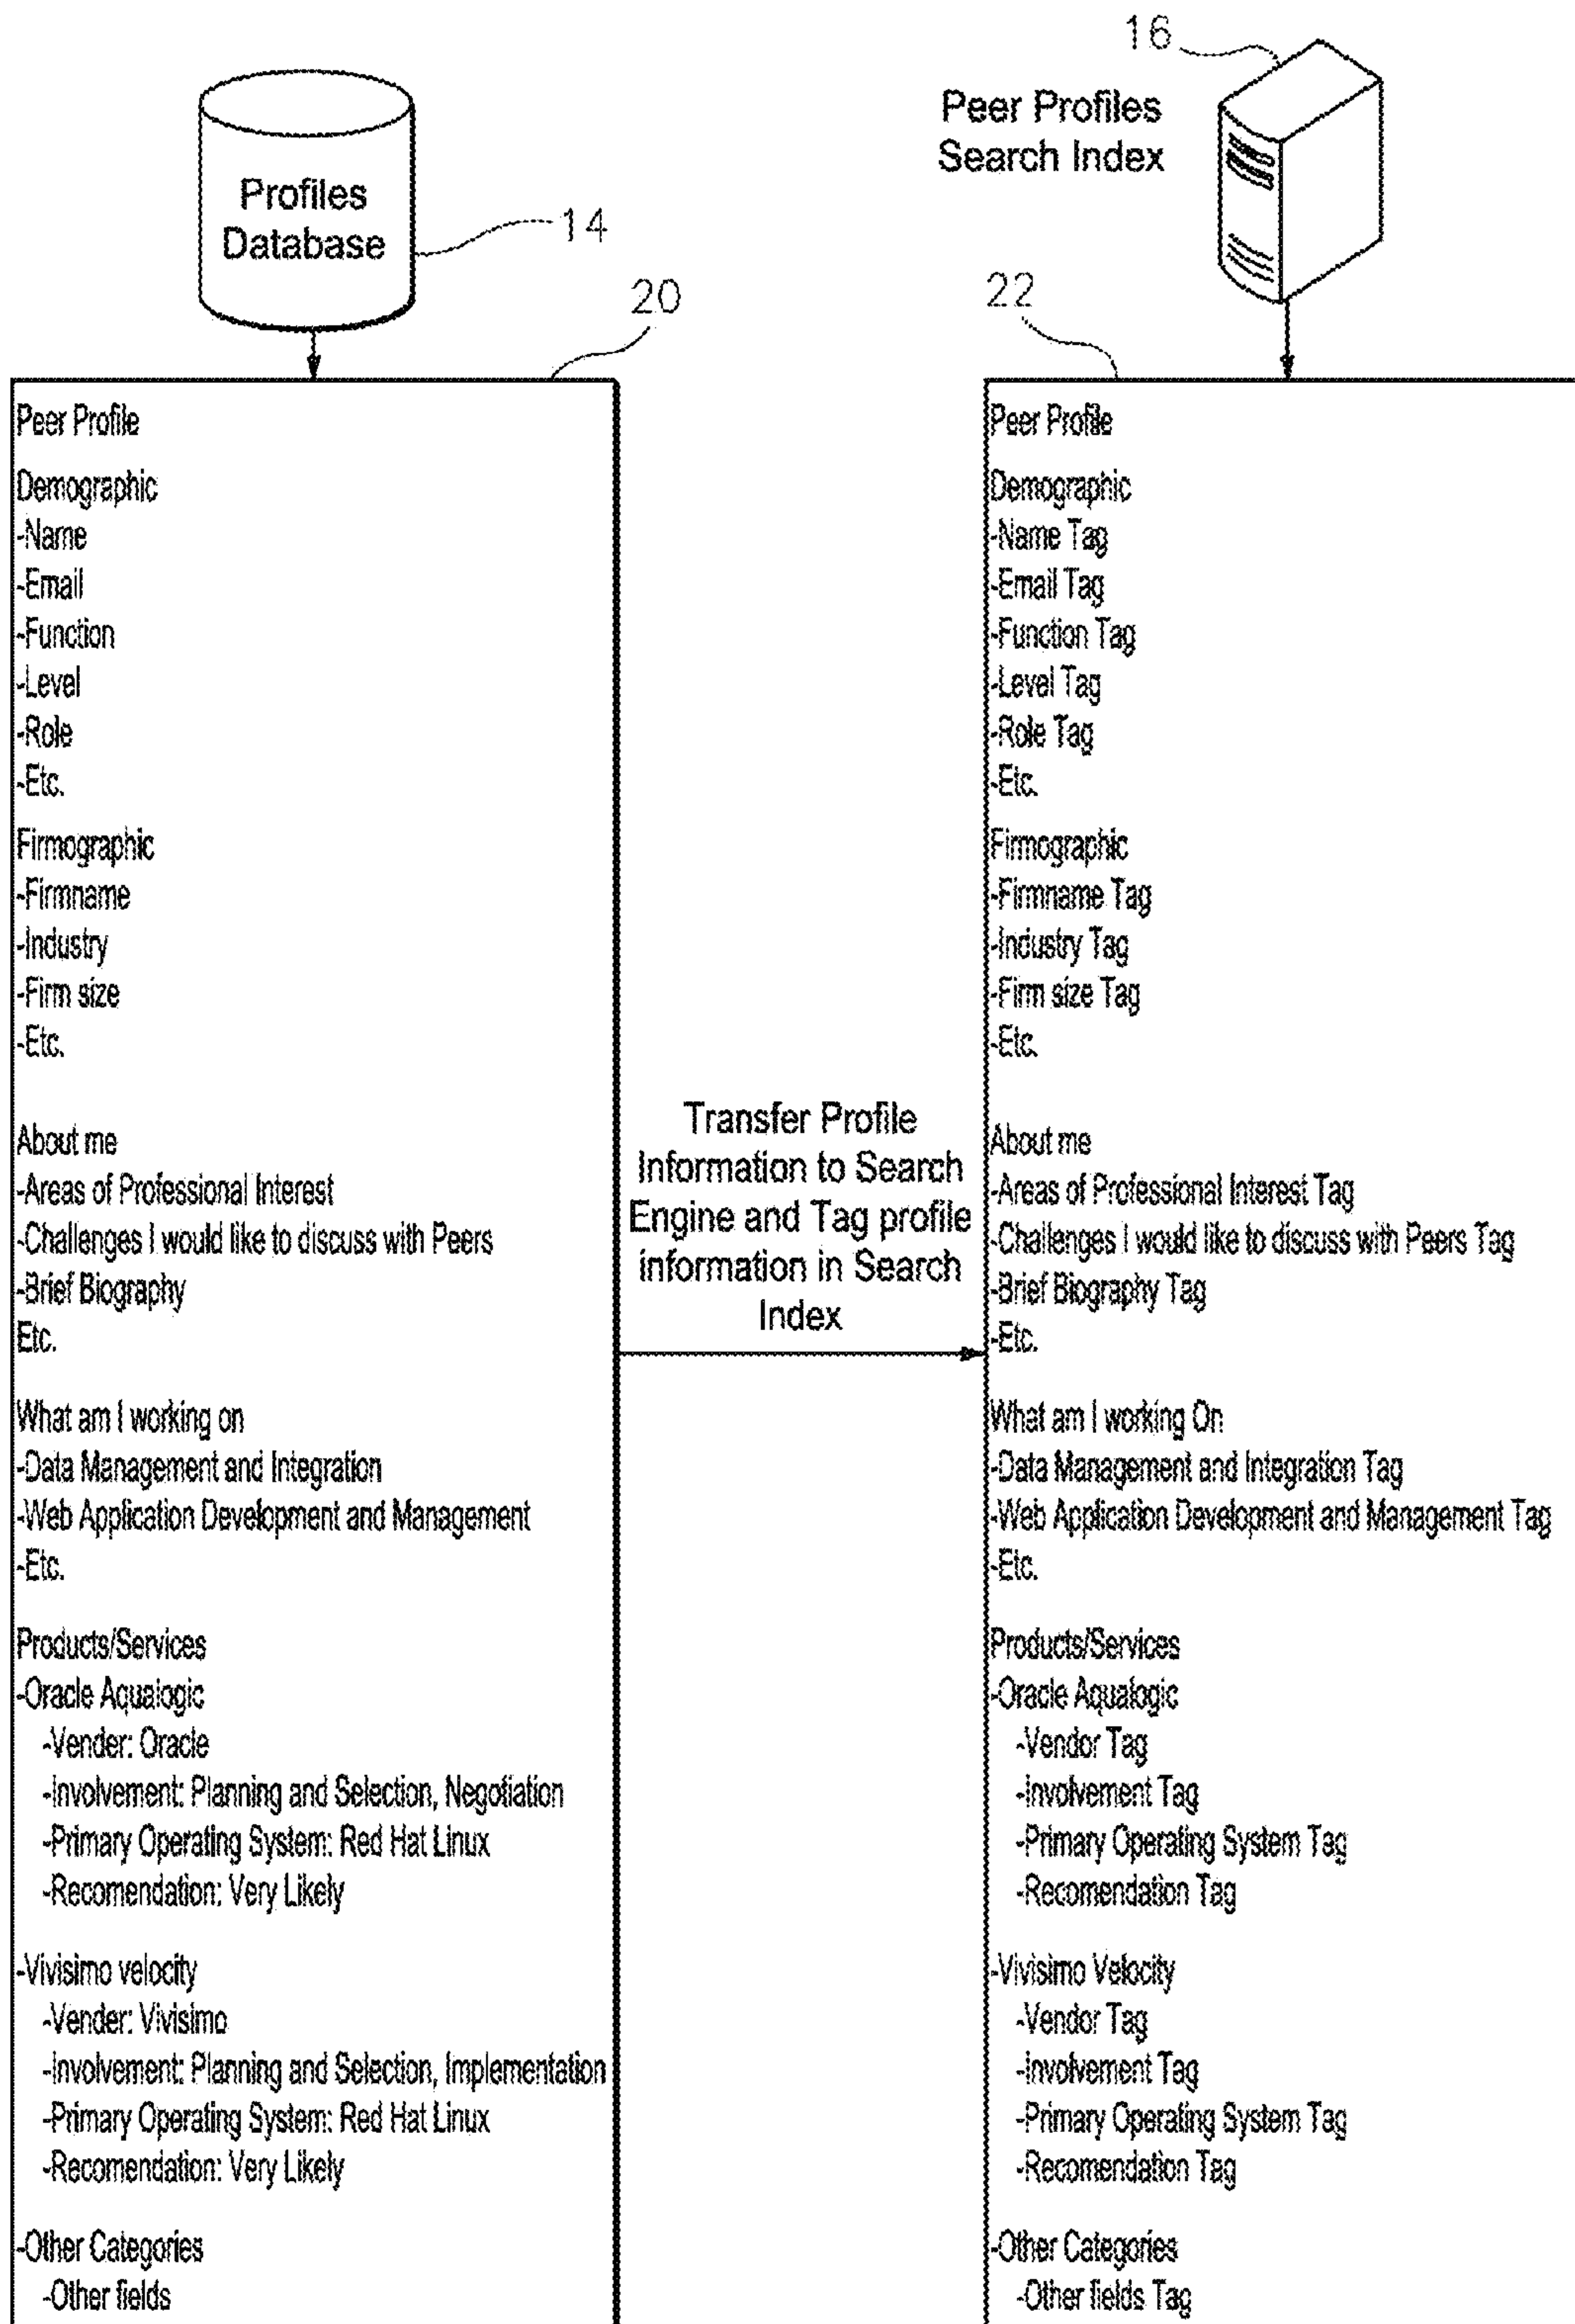 16
Peer Profiles
Search Index
Profiles
Database
14
20
22
Peer Profile
Demographic
-Name
-Email
-Function
-Level
-Role
-Etc.
Firmographic
-Firmname
-Industry
-Firm size
-Etc.
About me
-Areas of Professional Interest
-Challenges I would like to discuss with Peers
-Brief Biography
Etc.
What am I working on
-Data Management and Integration
-Web Application Development and Management
-Etc.
Products/Services
-Oracle Aqualogic
-Vender: Oracle
-Involvement: Planning and Selection, Negotiation
-Primary Operating System: Red Hat Linux
-Recomendation: Very Likely
-Vivisimo velocity
-Vender: Vivisimo
-Involvement: Planning and Selection, Implementation
-Primary Operating System: Red Hat Linux
-Recomendation: Very Likely
-Other Categories
-Other fields
Transfer Profile
Information to Search
Engine and Tag profile
information in Search
Index
Peer Profile
Demographic
-Name Tag
-Email Tag
-Function Tag
-Level Tag
-Role Tag
-Etc.
Firmographic
-Firmname Tag
-Industry Tag
-Firm size Tag
-Etc.
About me
-Areas of Professional Interest Tag
-Challenges I would like to discuss with Peers Tag
-Brief Biography Tag
-Etc.
What am I working On
-Data Management and Integration Tag
-Web Application Development and Management Tag
-Etc.
Products/Services
-Oracle Aqualogic
-Vendor Tag
-Involvement Tag
-Primary Operating System Tag
-Recomendation Tag
-Vivisimo Velocity
-Vendor Tag
-Involvement Tag
-Primary Operating System Tag
-Recomendation Tag
-Other Categories
-Other fields Tag